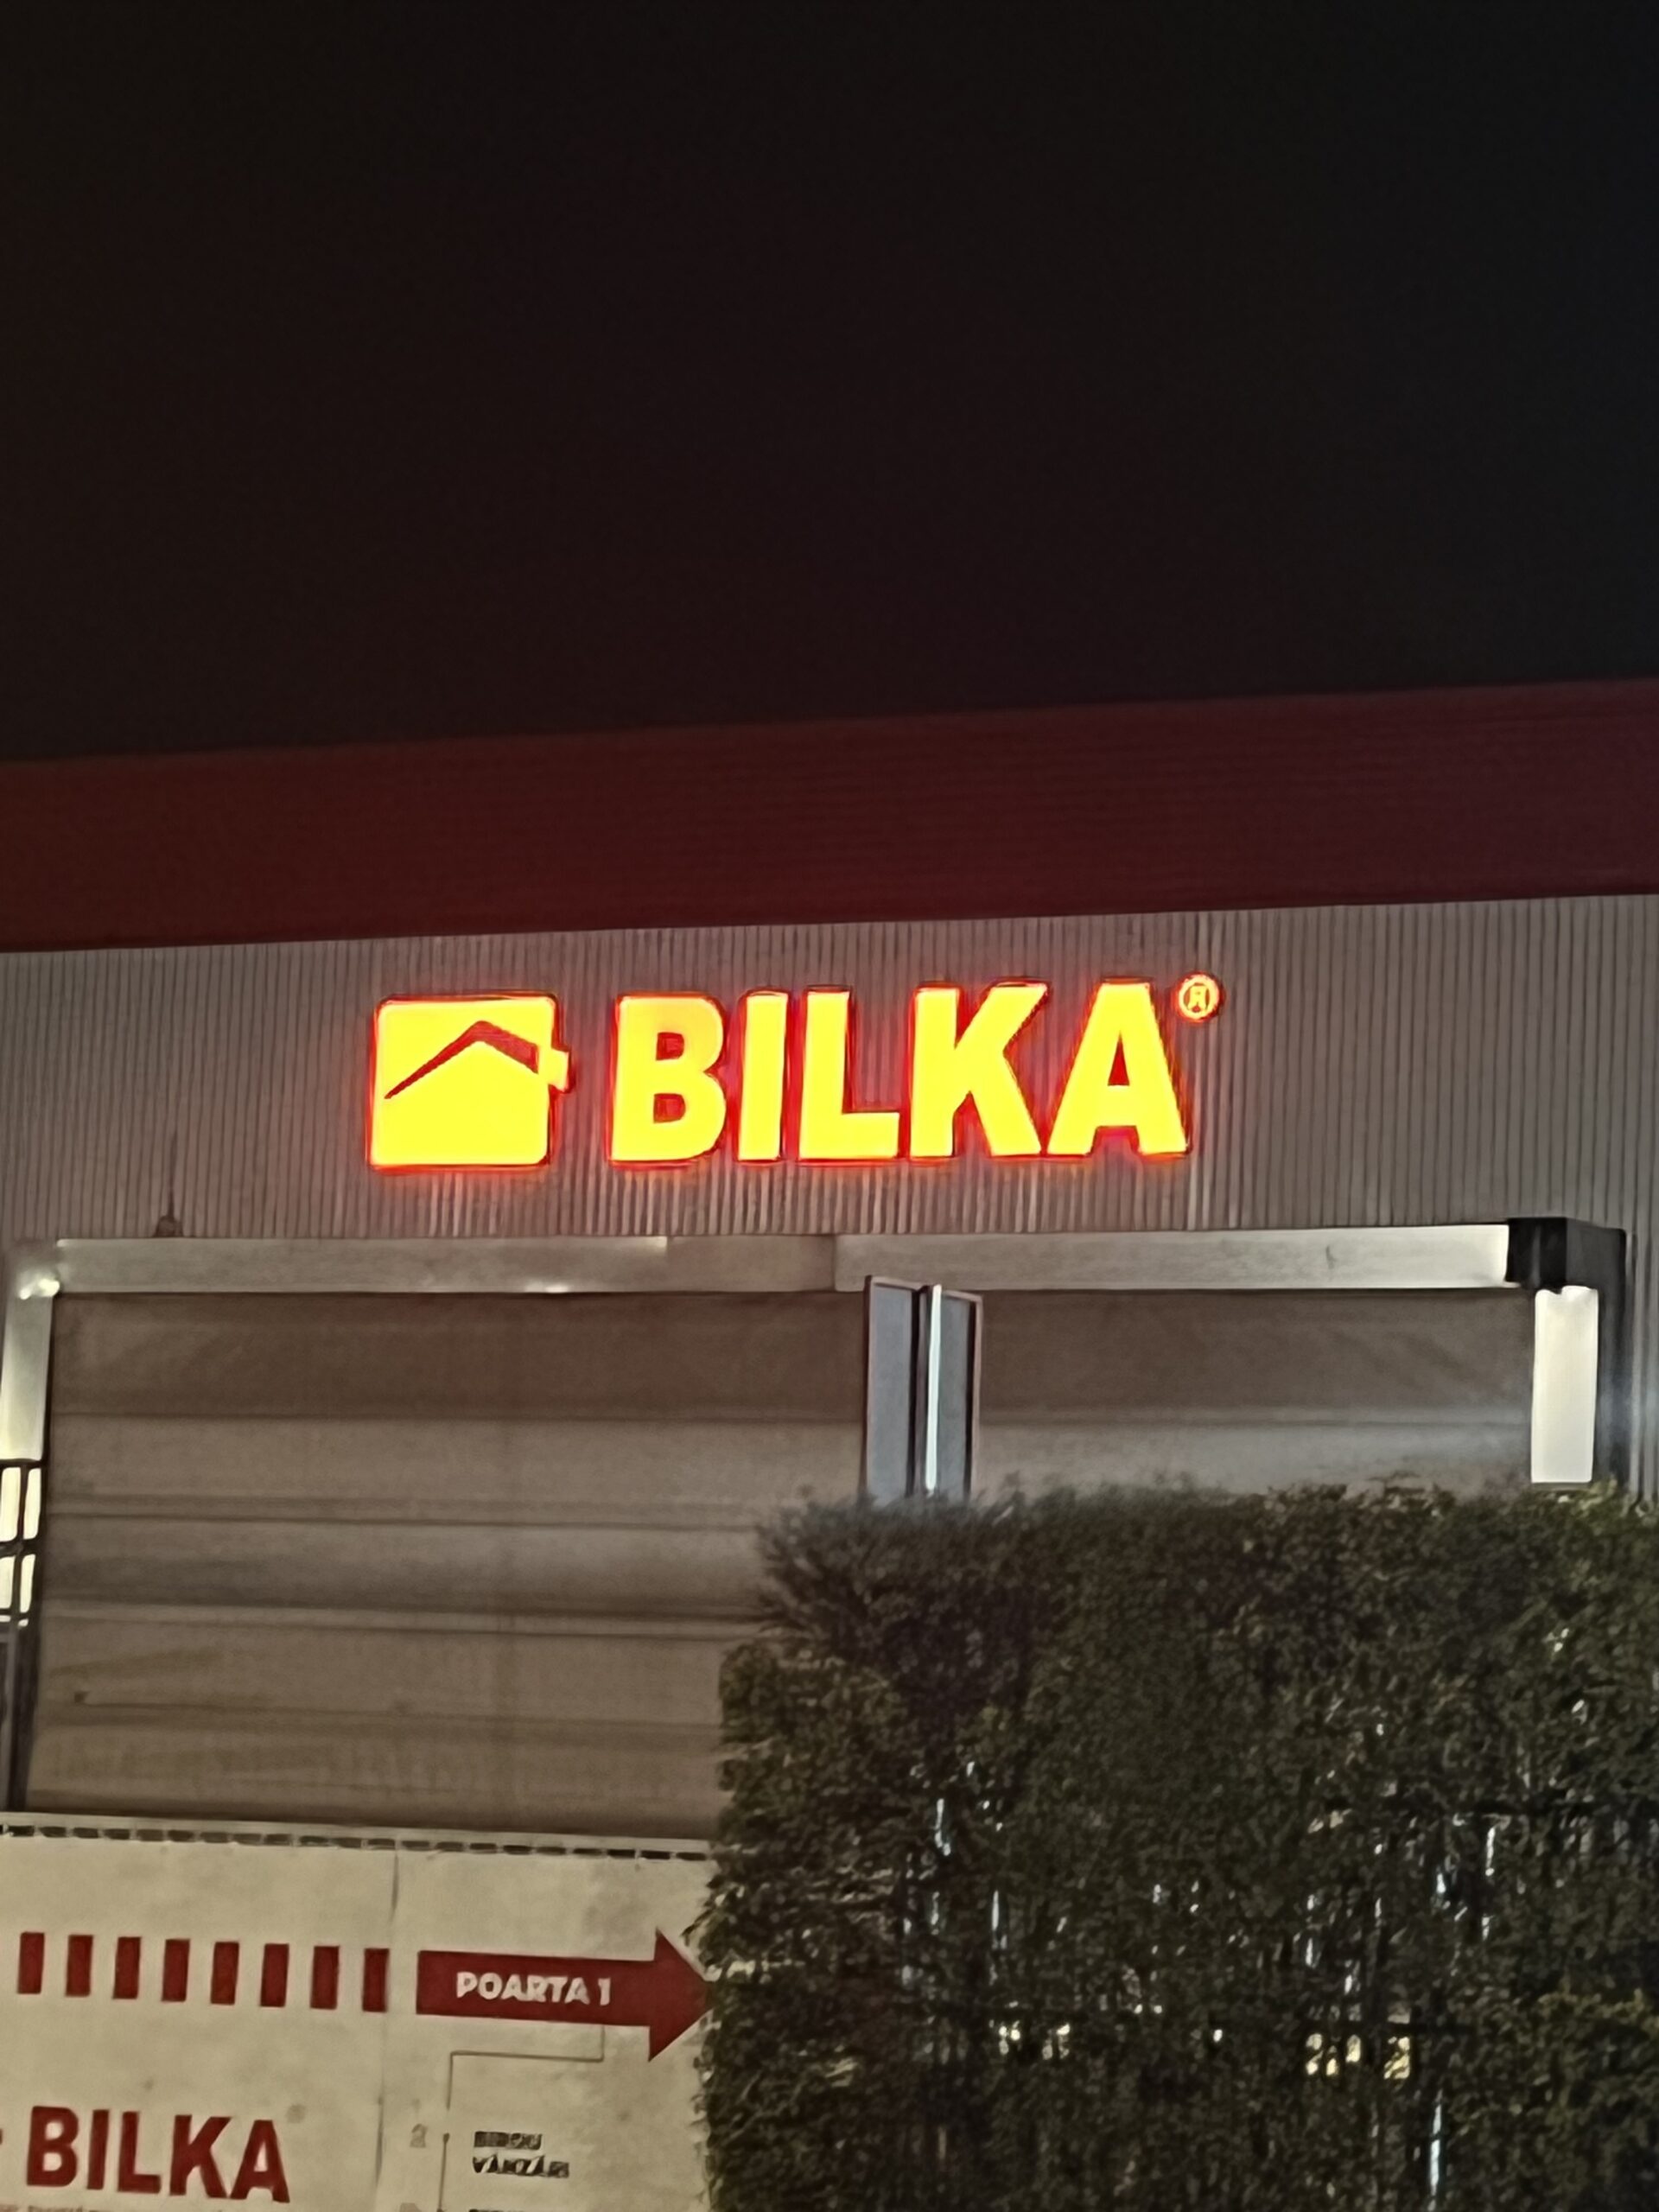 BILKA®
POARTA 1
BILKA
BIROU
VÂNZĂRI